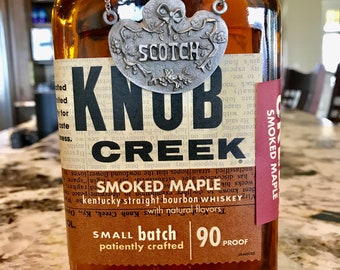 SCOTCH
KNOB
CREEK
SMOKED MAPLE
kentucky straight bourbon WHISKEY
with natural flavors
SMALL batch
patiently crafted
90 PROOF
SMOKED MAPLE